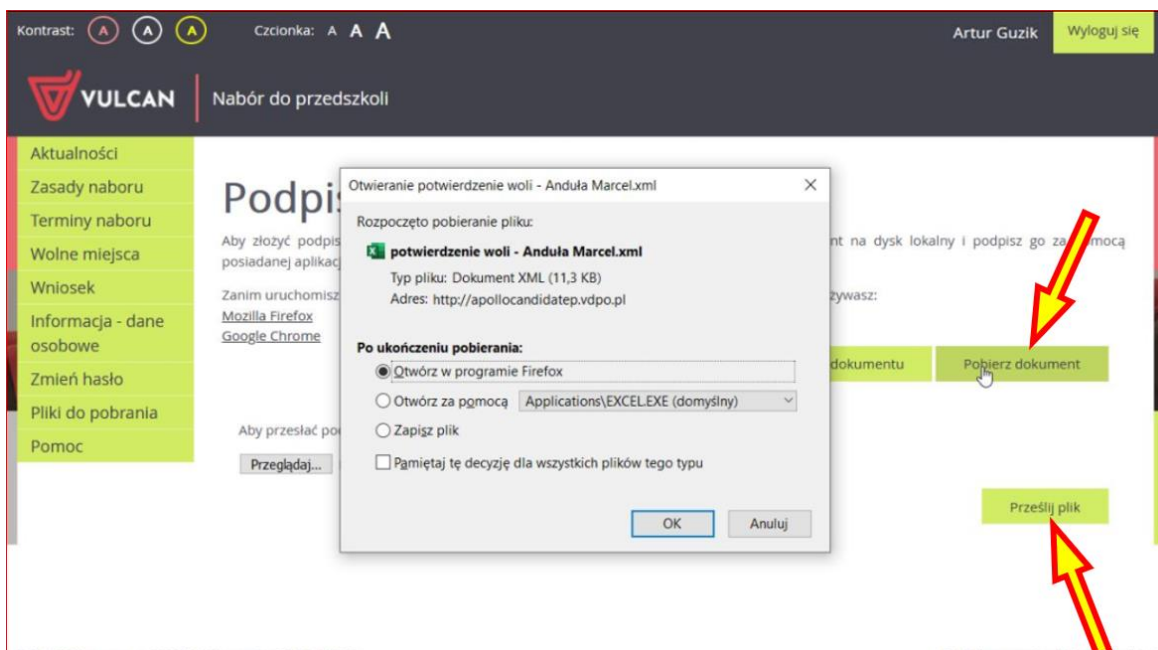 Kontrast: A A A Czcionka: A A A Artur Guzik Wyloguj się
VULCAN Nabór do przedszkoli
Aktualności
Zasady naboru
Terminy naboru
Wolne miejsca
Wniosek
Informacja - dane
osobowe
Zmień hasło
Pliki do pobrania
Pomoc
Podpi
Aby złożyć podpis
posiadanej aplikac
Zanim uruchomisz
Mozilla Firefox
Google Chrome
Aby przesłać
Przeglądaj...
Otwieranie potwierdzenie woli - Anduła Marcel.xml
Rozpoczęto pobieranie pliku:
potwierdzenie woli - Anduła Marcel.xml
Typ pliku: Dokument XML (11,3 KB)
Adres: http://apollocandidatep.vdpo.pl
Po ukończeniu pobierania:
Otwórz w programie Firefox
Otwórz za pomocą Applications\EXCEL.EXE (domyślny)
Zapisz plik
Pamiętaj tę decyzję dla wszystkich plików tego typu
OK Anuluj
nt na dysk lokalny i podpisz go
żywasz:
dokumentu Pobierz dokument
Prześlij plik